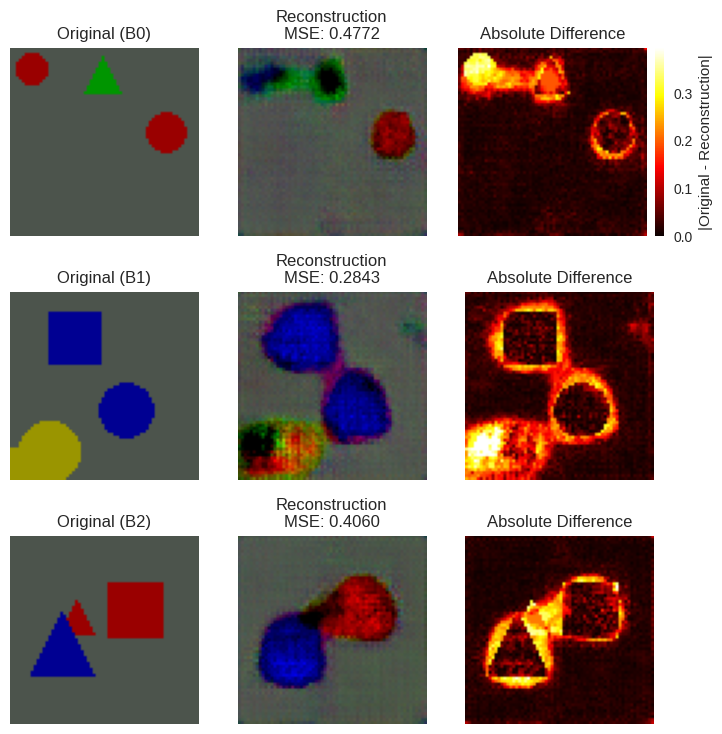 Original (B0)
Reconstruction
MSE: 0.4772
Absolute Difference
0.3
0.2
0.1
0.0
|Original - Reconstruction|
Original (B1)
Reconstruction
MSE: 0.2843
Absolute Difference
Original (B2)
Reconstruction
MSE: 0.4060
Absolute Difference